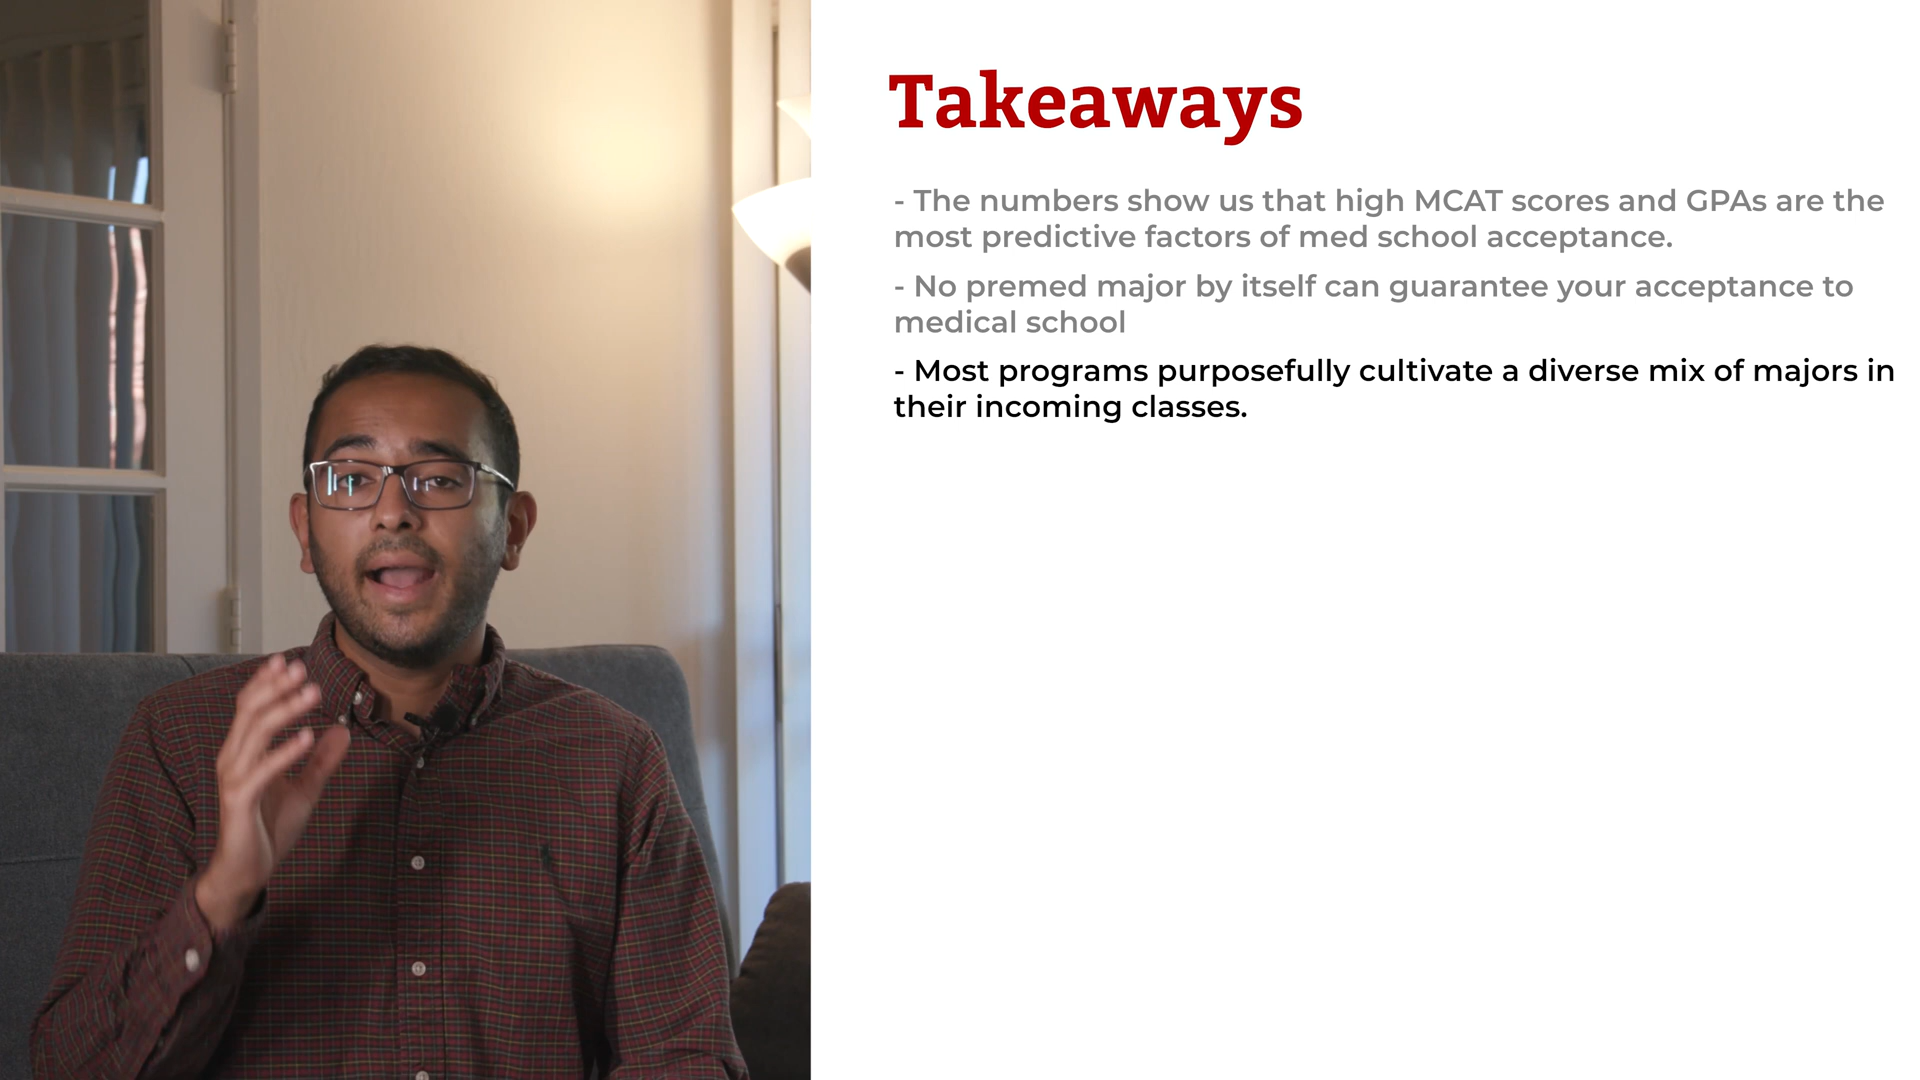 Takeaways
- The numbers show us that high MCAT scores and GPAs are the
most predictive factors of med school acceptance.
- No premed major by itself can guarantee your acceptance to
medical school
- Most programs purposefully cultivate a diverse mix of majors in
their incoming classes.